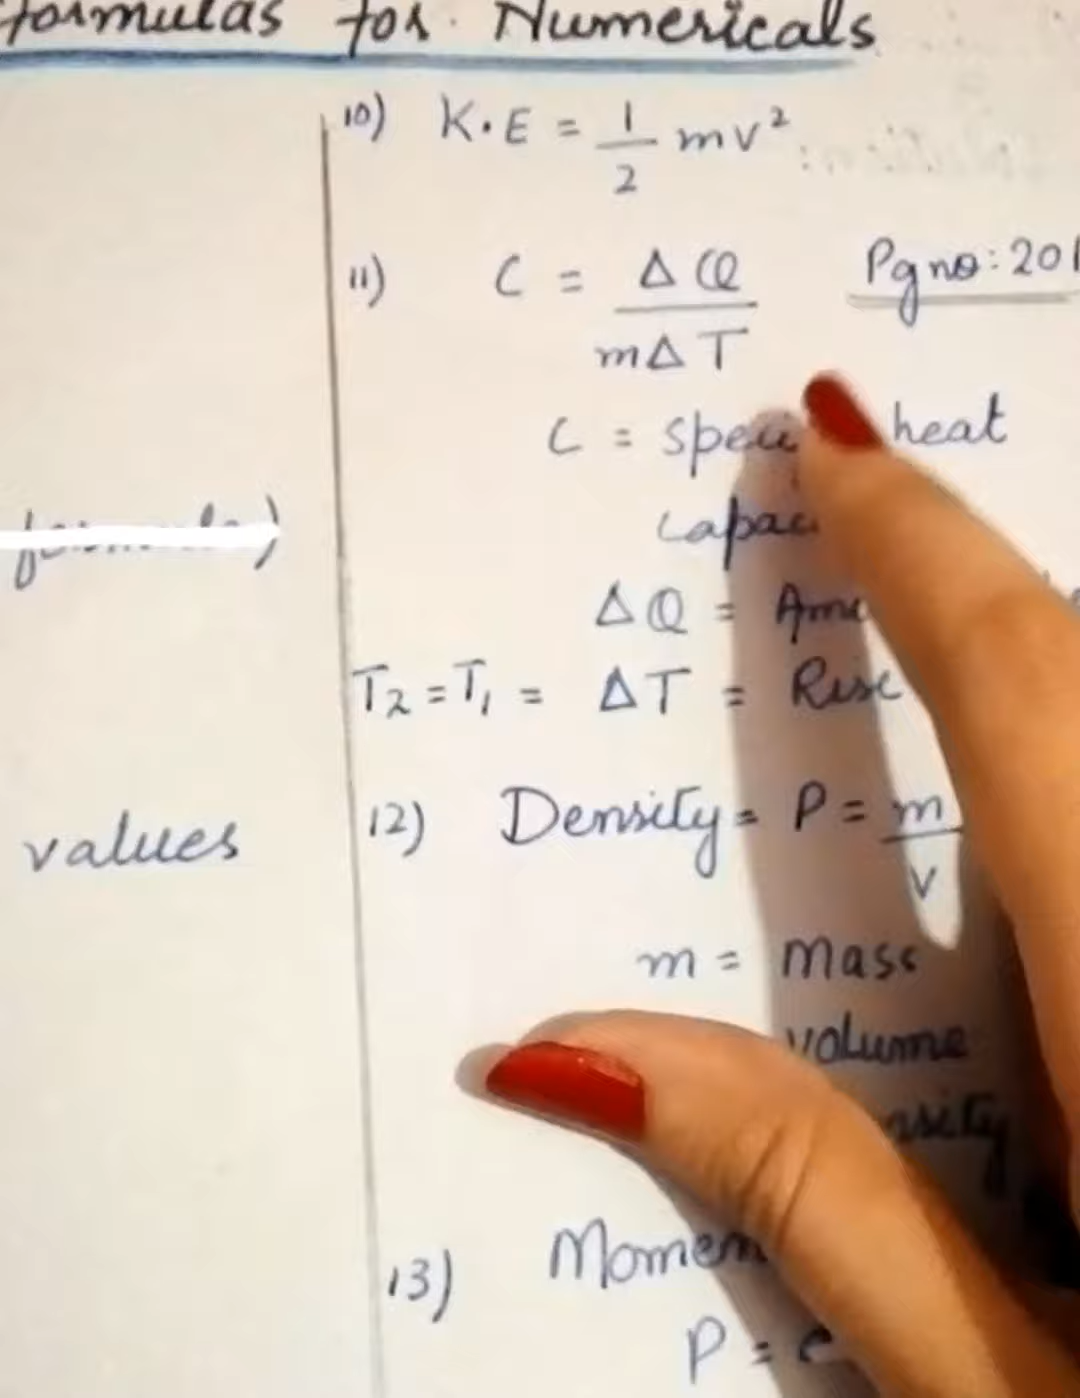 formulas for Numericals
10) K.E = 1/2 mv²
11) C = ΔQ/mΔT Pg no: 201
C = heat
ΔQ =
T₂ = T₁ = ΔT = Rise
values
12) Density = P = m/v
m = Mass
volume
13)
P =